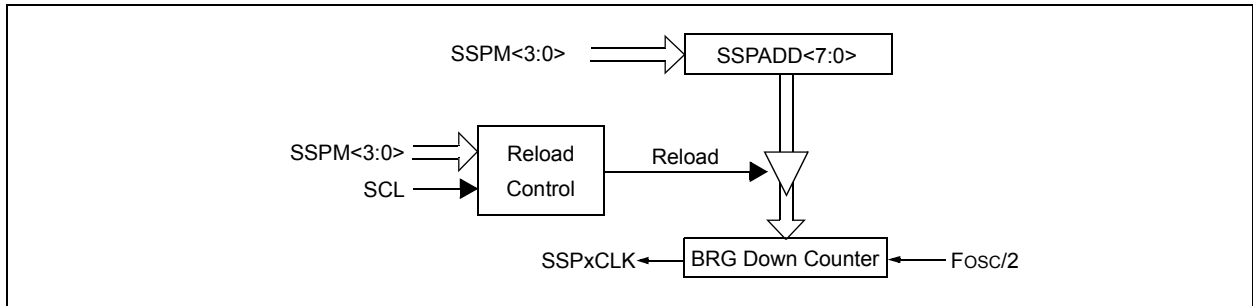 SSPM<3:0>
SSPADD<7:0>
SSPM<3:0>
SCL
Reload
Control
Reload
SSPxCLK
BRG Down Counter
FOSC/2